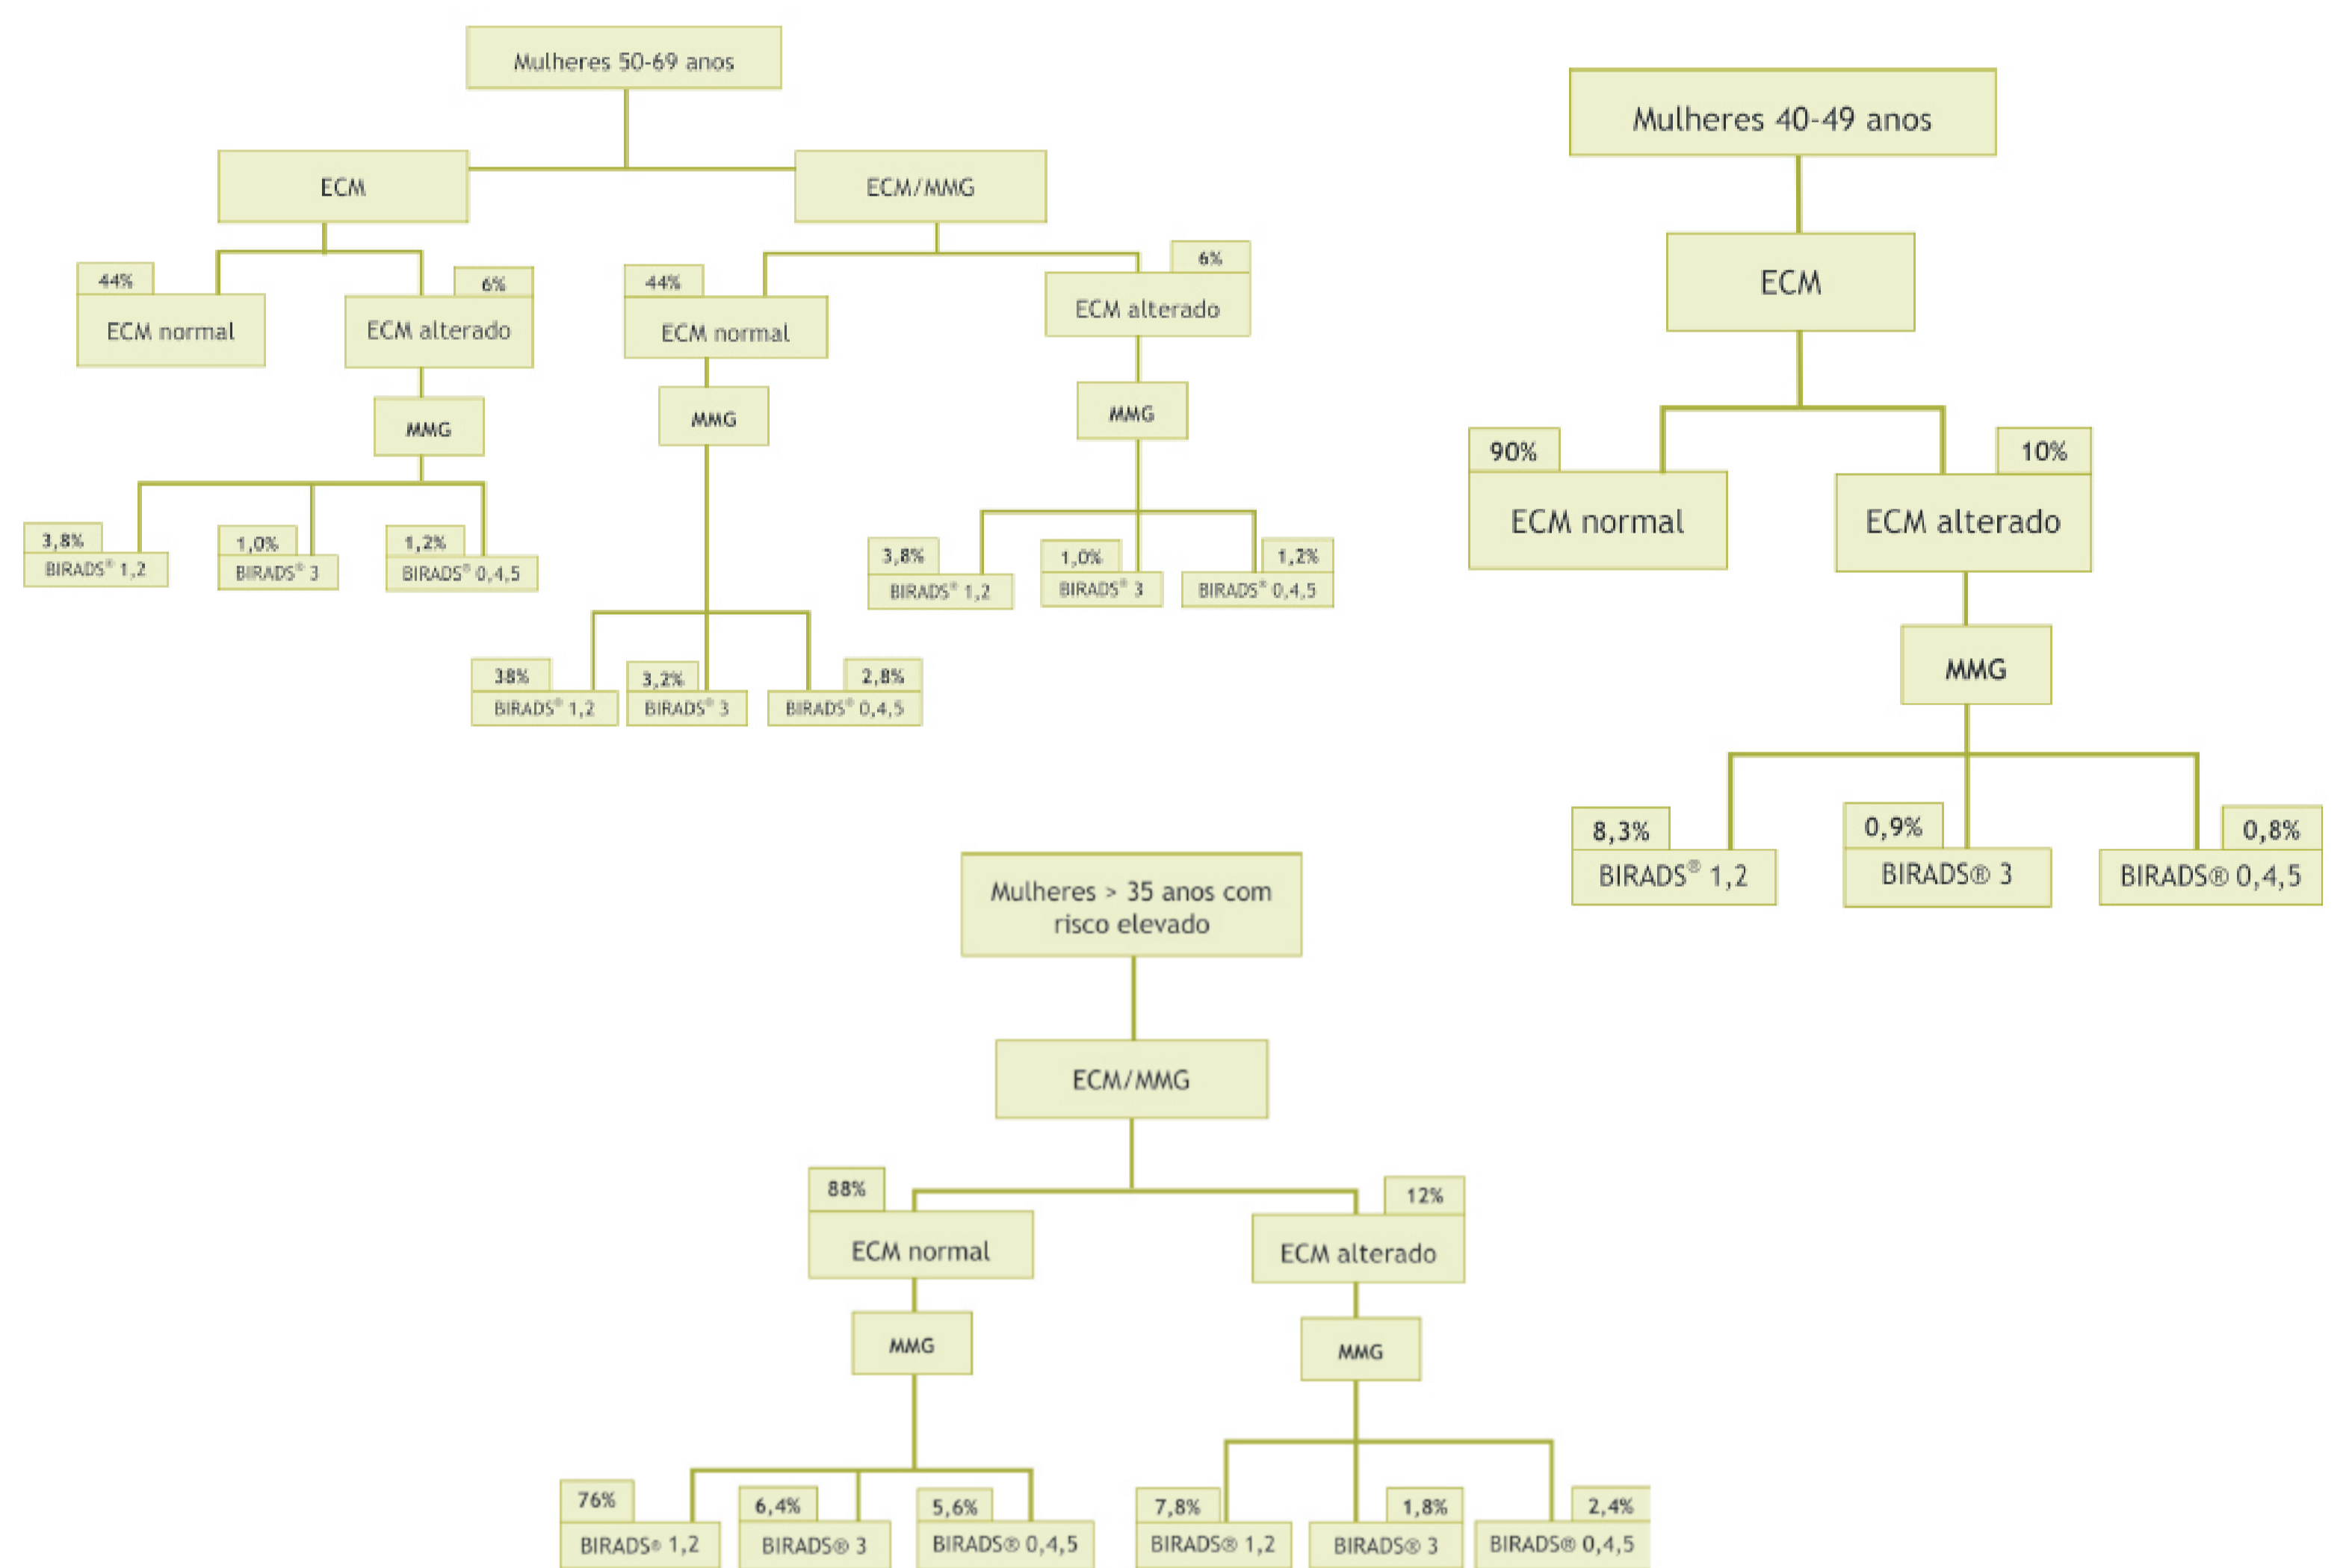 Mulheres 50-69 anos
ECM
ECM/MMG
44%
ECM normal
6%
ECM alterado
44%
ECM normal
6%
ECM alterado
MMG
MMG
MMG
3,8%
BIRADS® 1,2
1,0%
BIRADS® 3
1,2%
BIRADS® 0,4,5
38%
BIRADS® 1,2
3,2%
BIRADS® 3
2,8%
BIRADS® 0,4,5
3,8%
BIRADS® 1,2
1,0%
BIRADS® 3
1,2%
BIRADS® 0,4,5
Mulheres 40-49 anos
ECM
90%
ECM normal
10%
ECM alterado
MMG
8,3%
BIRADS® 1,2
0,9%
BIRADS® 3
0,8%
BIRADS® 0,4,5
Mulheres > 35 anos com
risco elevado
ECM/MMG
88%
ECM normal
12%
ECM alterado
MMG
MMG
76%
BIRADS® 1,2
6,4%
BIRADS® 3
5,6%
BIRADS® 0,4,5
7,8%
BIRADS® 1,2
1,8%
BIRADS® 3
2,4%
BIRADS® 0,4,5